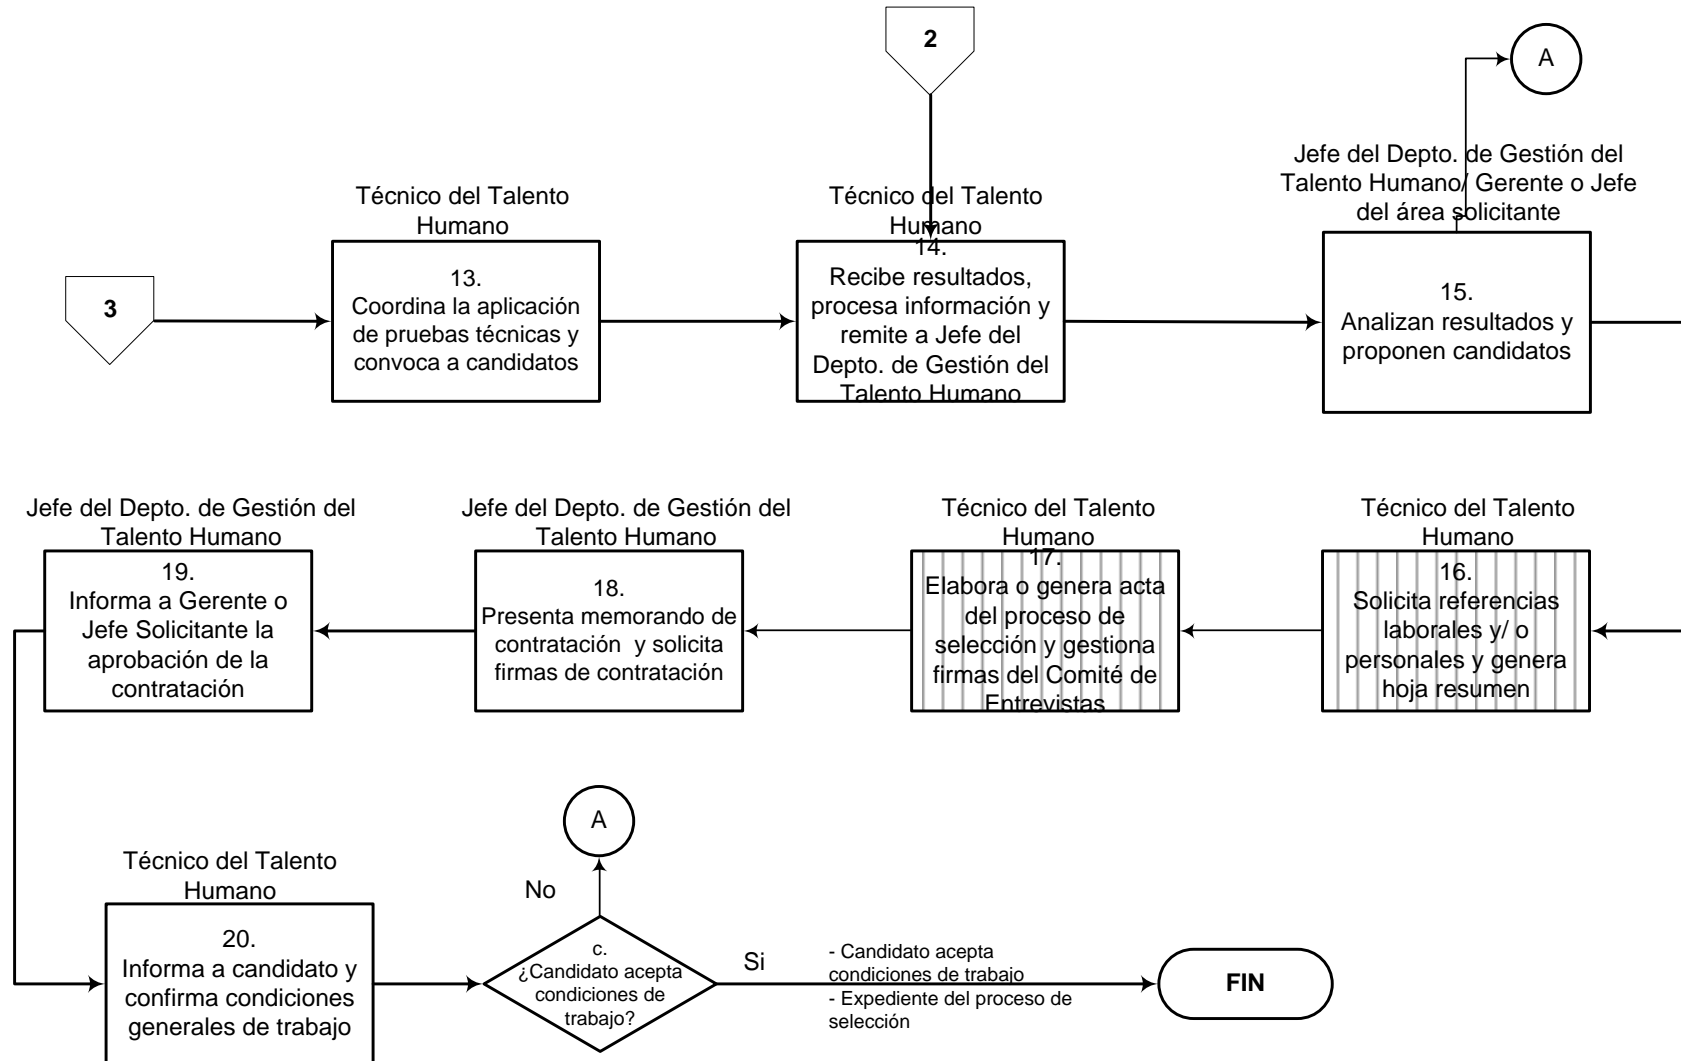 2
A
Técnico del Talento
Humano
Técnico del Talento
Humano
Jefe del Depto. de Gestión del
Talento Humano/ Gerente o Jefe
del área solicitante
3
13.
Coordina la aplicación
de pruebas técnicas y
convoca a candidatos
14.
Recibe resultados,
procesa información y
remite a Jefe del
Depto. de Gestión del
Talento Humano
15.
Analizan resultados y
proponen candidatos
Jefe del Depto. de Gestión del
Talento Humano
19.
Informa a Gerente o
Jefe Solicitante la
aprobación de la
contratación
Jefe del Depto. de Gestión del
Talento Humano
18.
Presenta memorando de
contratación y solicita
firmas de contratación
Técnico del Talento
Humano
17.
Elabora o genera acta
del proceso de
selección y gestiona
firmas del Comité de
Entrevistas
Técnico del Talento
Humano
16.
Solicita referencias
laborales y/ o
personales y genera
hoja resumen
Técnico del Talento
Humano
20.
Informa a candidato y
confirma condiciones
generales de trabajo
A
No
c.
¿Candidato acepta
condiciones de
trabajo?
Si
- Candidato acepta
condiciones de trabajo
- Expediente del proceso de
selección
FIN